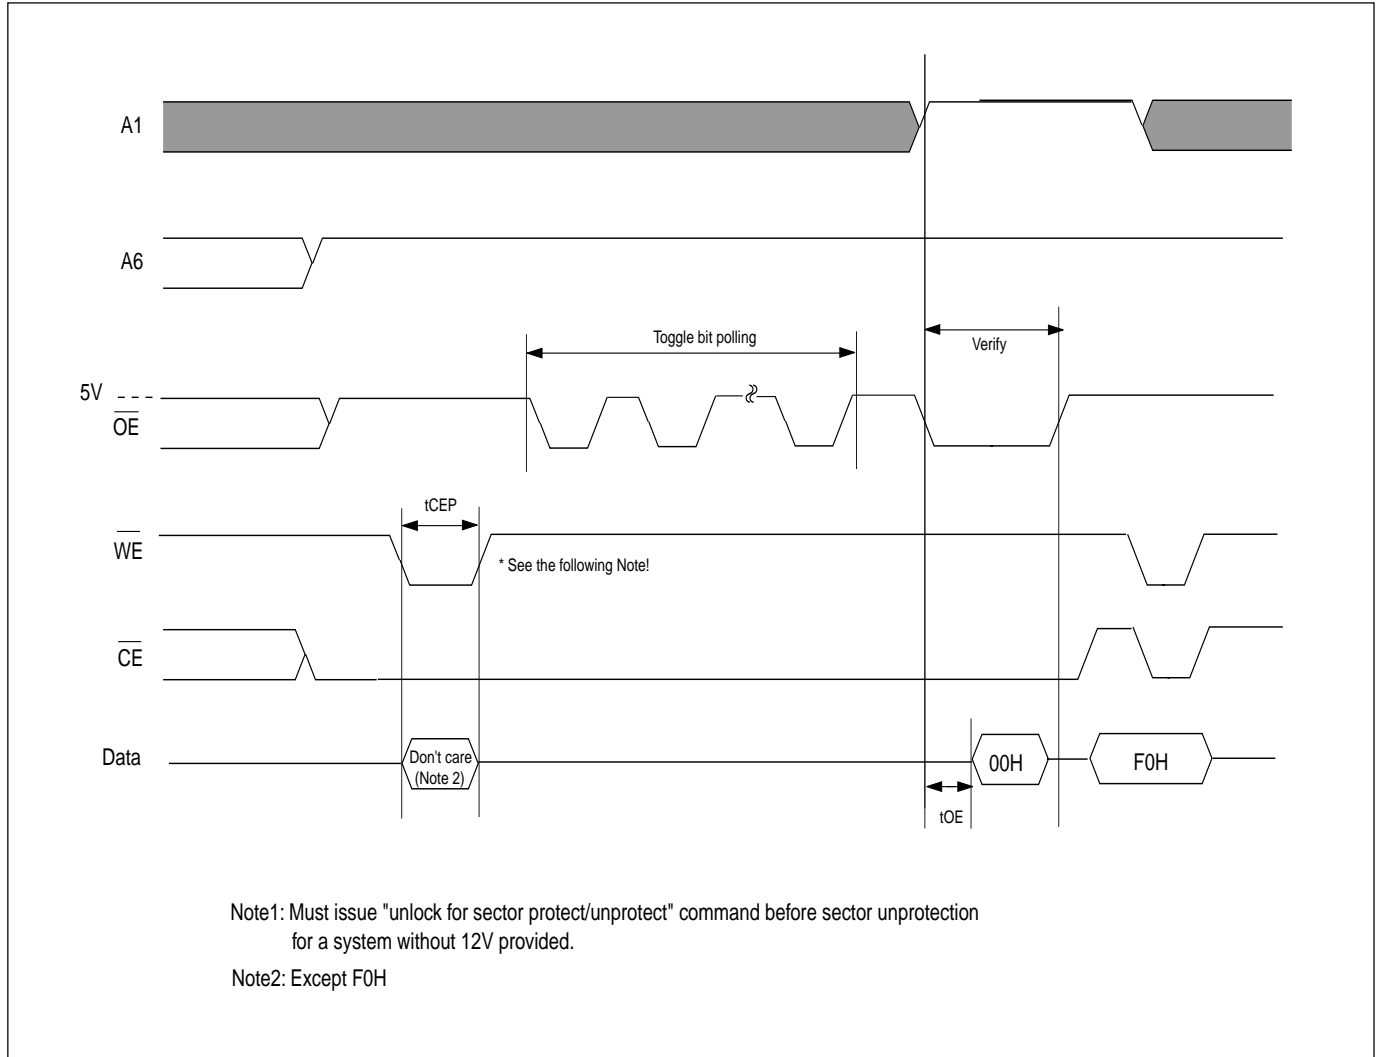 A1
A6
Toggle bit polling
Verify
5V
OE
tCEP
WE
* See the following Note!
CE
Data
Don't care
(Note 2)
00H
F0H
tOE
Note1: Must issue "unlock for sector protect/unprotect" command before sector unprotection
for a system without 12V provided.
Note2: Except F0H